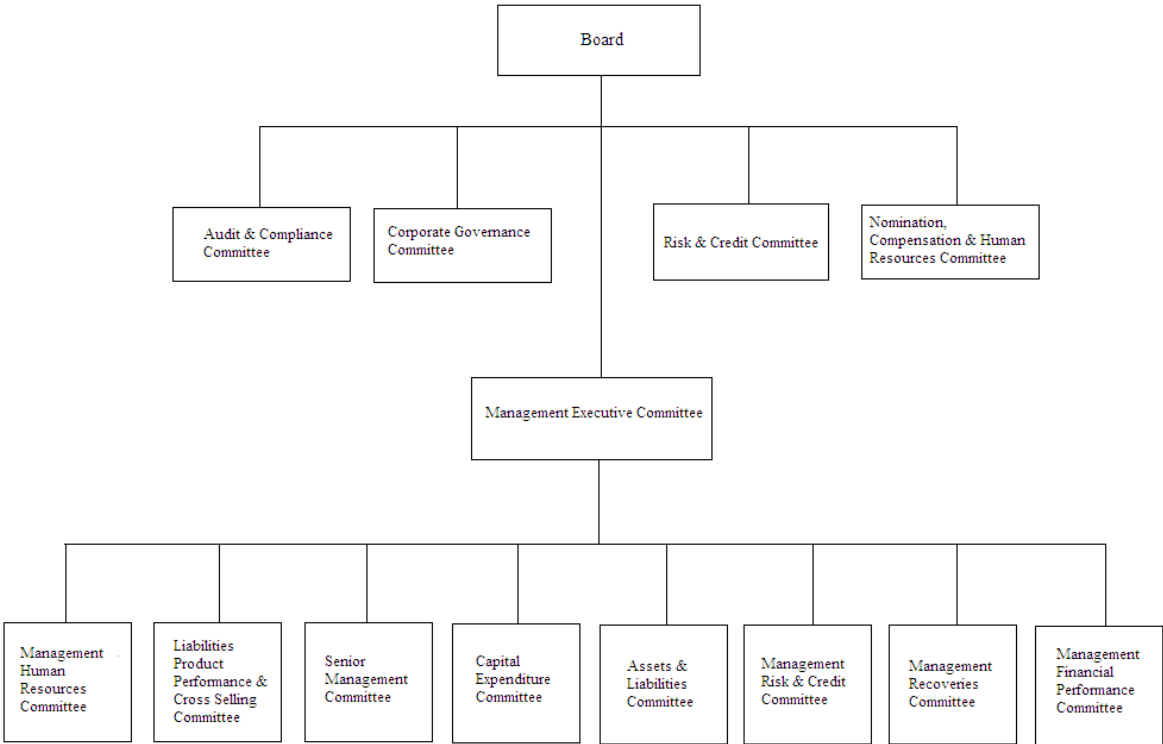 Board
Audit & Compliance
Committee
Corporate Governance
Committee
Risk & Credit Committee
Nomination,
Compensation & Human
Resources Committee
Management Executive Committee
Management
Human
Resources
Committee
Liabilities
Product
Performance &
Cross Selling
Committee
Senior
Management
Committee
Capital
Expenditure
Committee
Assets &
Liabilities
Committee
Management
Risk & Credit
Committee
Management
Recoveries
Committee
Management
Financial
Performance
Committee